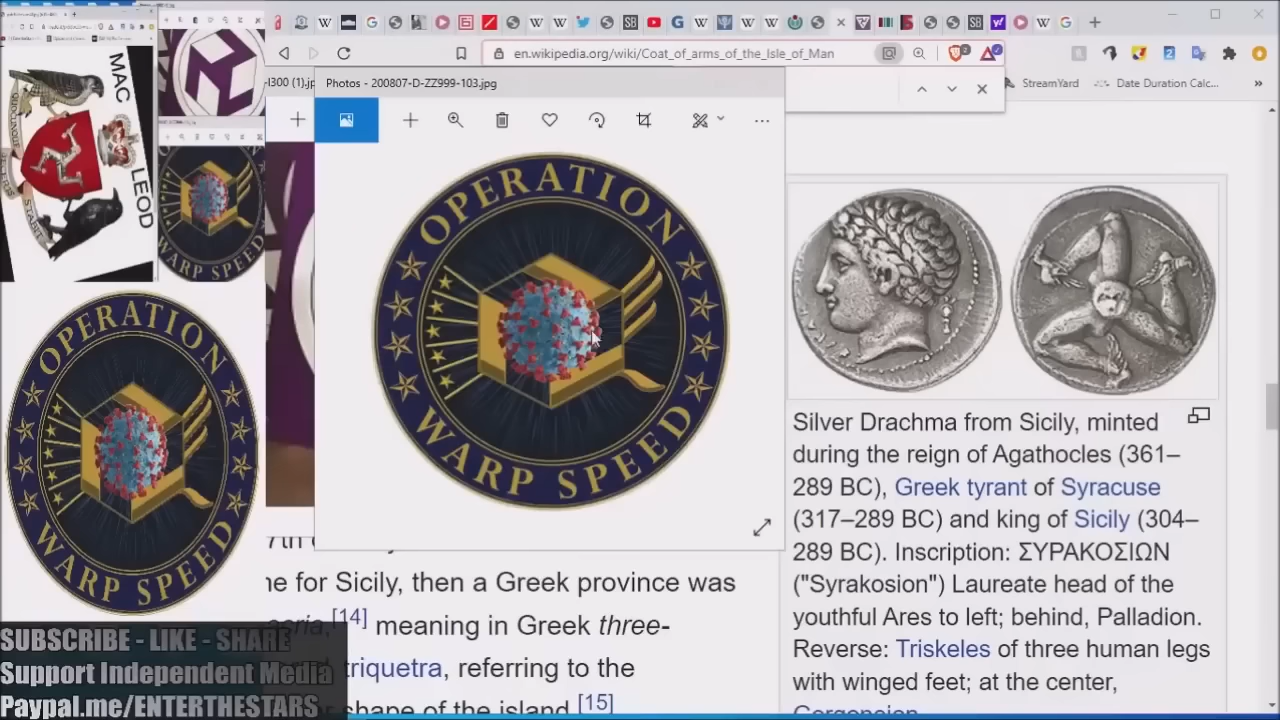 MAC
LEOD
STABIT
WARP SPEED
OPERATION
WARP SPEED
SUBSCRIBE - LIKE - SHARE
Support Independent Media
Paypal.me/ENTERTHESTARS
en.wikipedia.org/wiki/Coat_of_arms_of_the_Isle_of_Man
StreamYard
Date Duration Calc...
-I300 (1).jp
Photos - 200807-D-ZZ999-103.jpg
OPERATION
WARP SPEED
ne for Sicily, then a Greek province was
[14] meaning in Greek three-
triquetra, referring to the
shape of the island.[15]
Silver Drachma from Sicily, minted
during the reign of Agathocles (361–
289 BC), Greek tyrant of Syracuse
(317–289 BC) and king of Sicily (304–
289 BC). Inscription: ΣΥΡΑΚΟΣΙΩΝ
("Syrakosion") Laureate head of the
youthful Ares to left; behind, Palladion.
Reverse: Triskeles of three human legs
with winged feet; at the center,
Gorgoneion